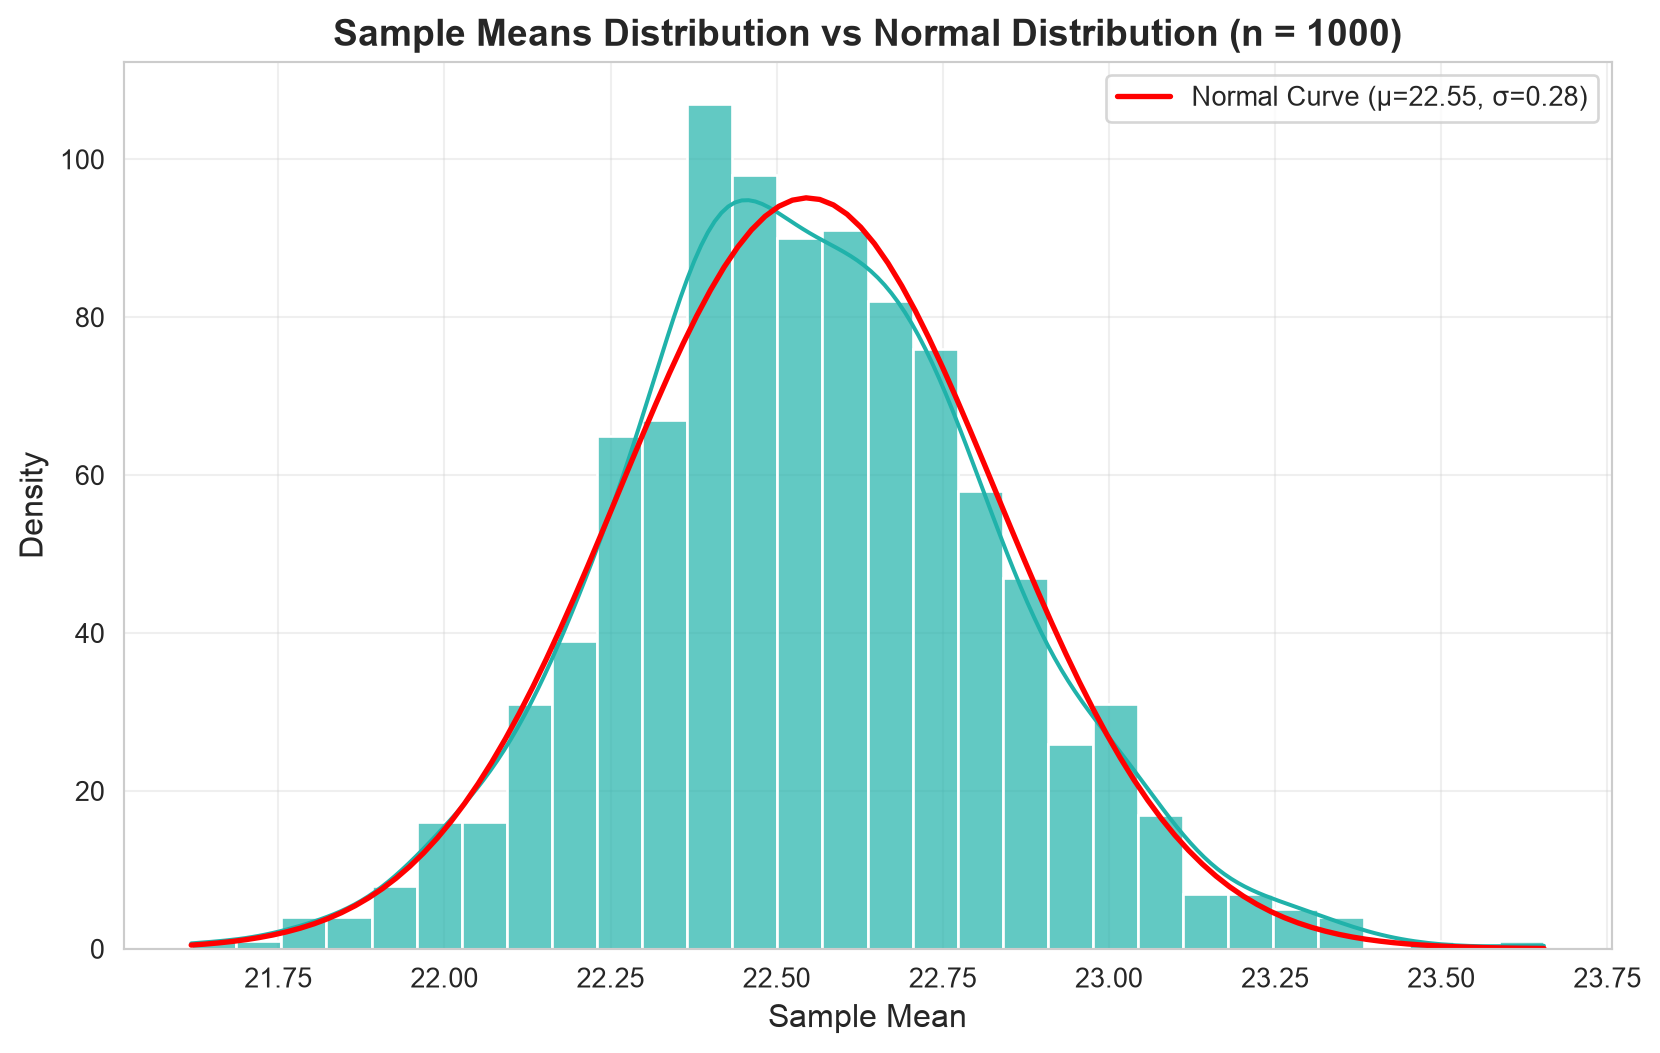 Sample Means Distribution vs Normal Distribution (n = 1000)
Normal Curve (μ=22.55, σ=0.28)
Density
100
80
60
40
20
0
21.75 22.00 22.25 22.50 22.75 23.00 23.25 23.50 23.75
Sample Mean